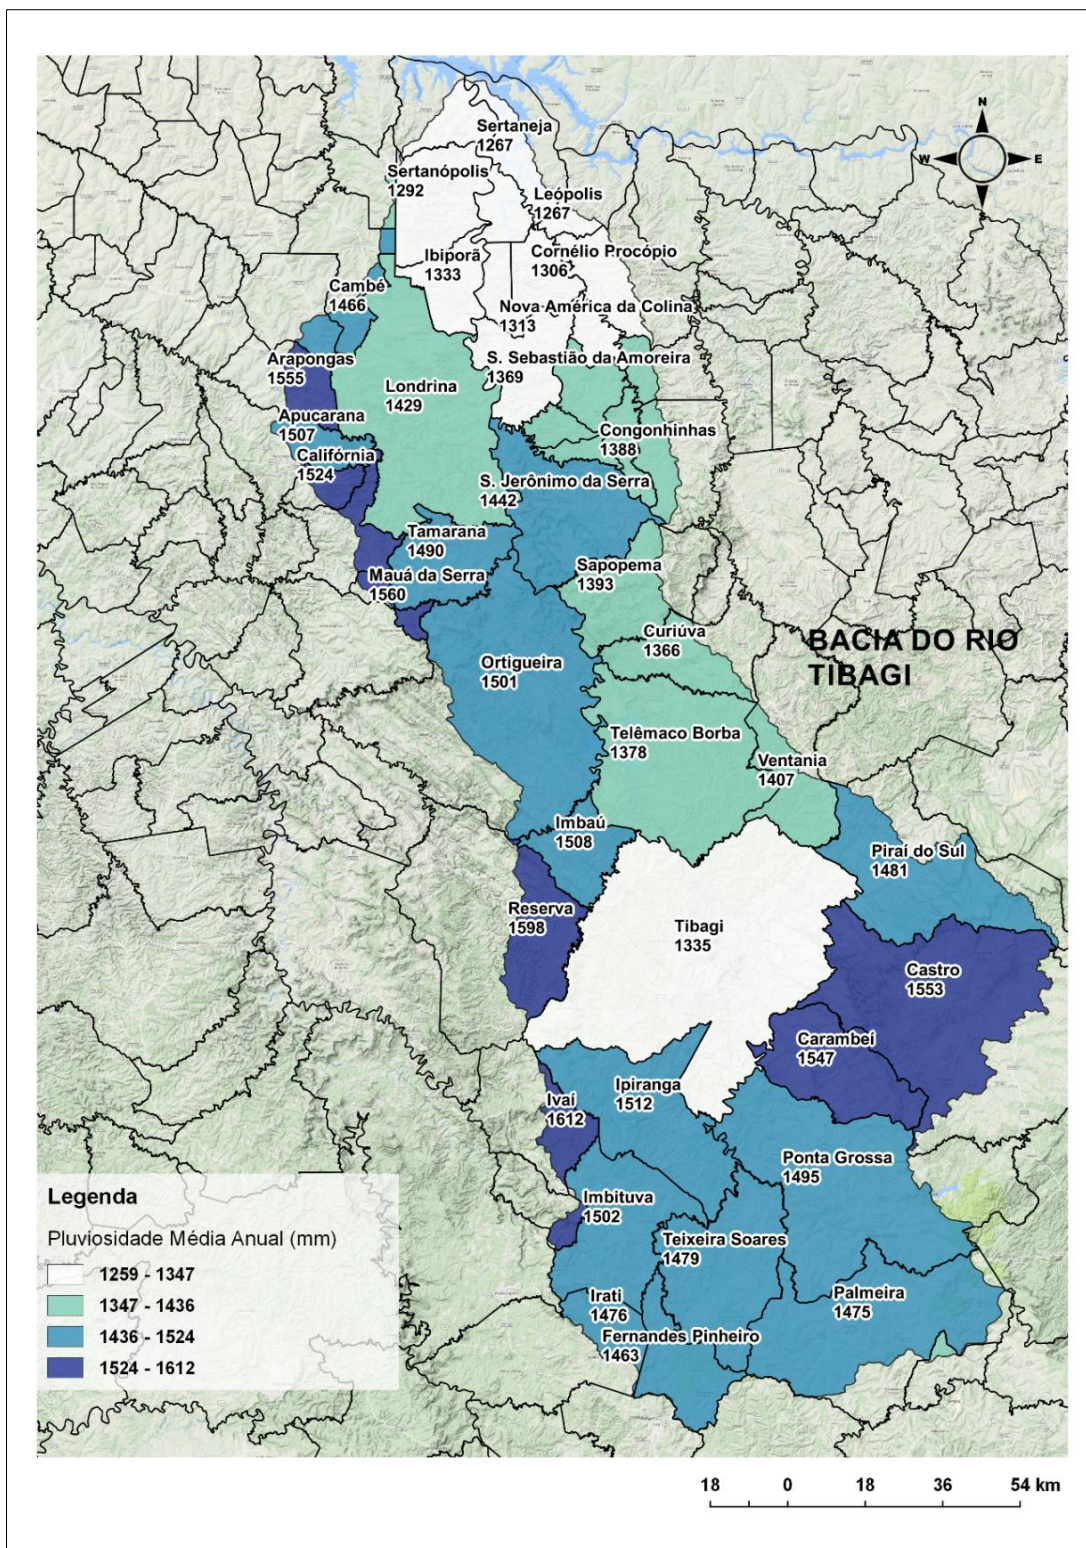 N
W
E
S
Sertaneja
1267
Sertanópolis
1292
Leópolis
1267
Ibiporã
1333
Cornélio Procópio
1306
Cambé
1466
Nova América da Colina
1313
Arapongas
1555
S. Sebastião da Amoreira
1369
Londrina
1429
Apucarana
1507
Congonhinhas
1388
Califórnia
1524
S. Jerônimo da Serra
1442
Tamarana
1490
Sapopema
1393
Mauá da Serra
1560
Curiúva
1366
BACIA DO RIO
TIBAGI
Ortigueira
1501
Telêmaco Borba
1378
Ventania
1407
Imbaú
1508
Piraí do Sul
1481
Reserva
1598
Tibagi
1335
Castro
1553
Carambeí
1547
Ipiranga
1512
Ivaí
1612
Ponta Grossa
1495
Imbituva
1502
Teixeira Soares
1479
Irati
1476
Palmeira
1475
Fernandes Pinheiro
1463
Legenda
Pluviosidade Média Anual (mm)
1259 - 1347
1347 - 1436
1436 - 1524
1524 - 1612
18 0 18 36 54 km